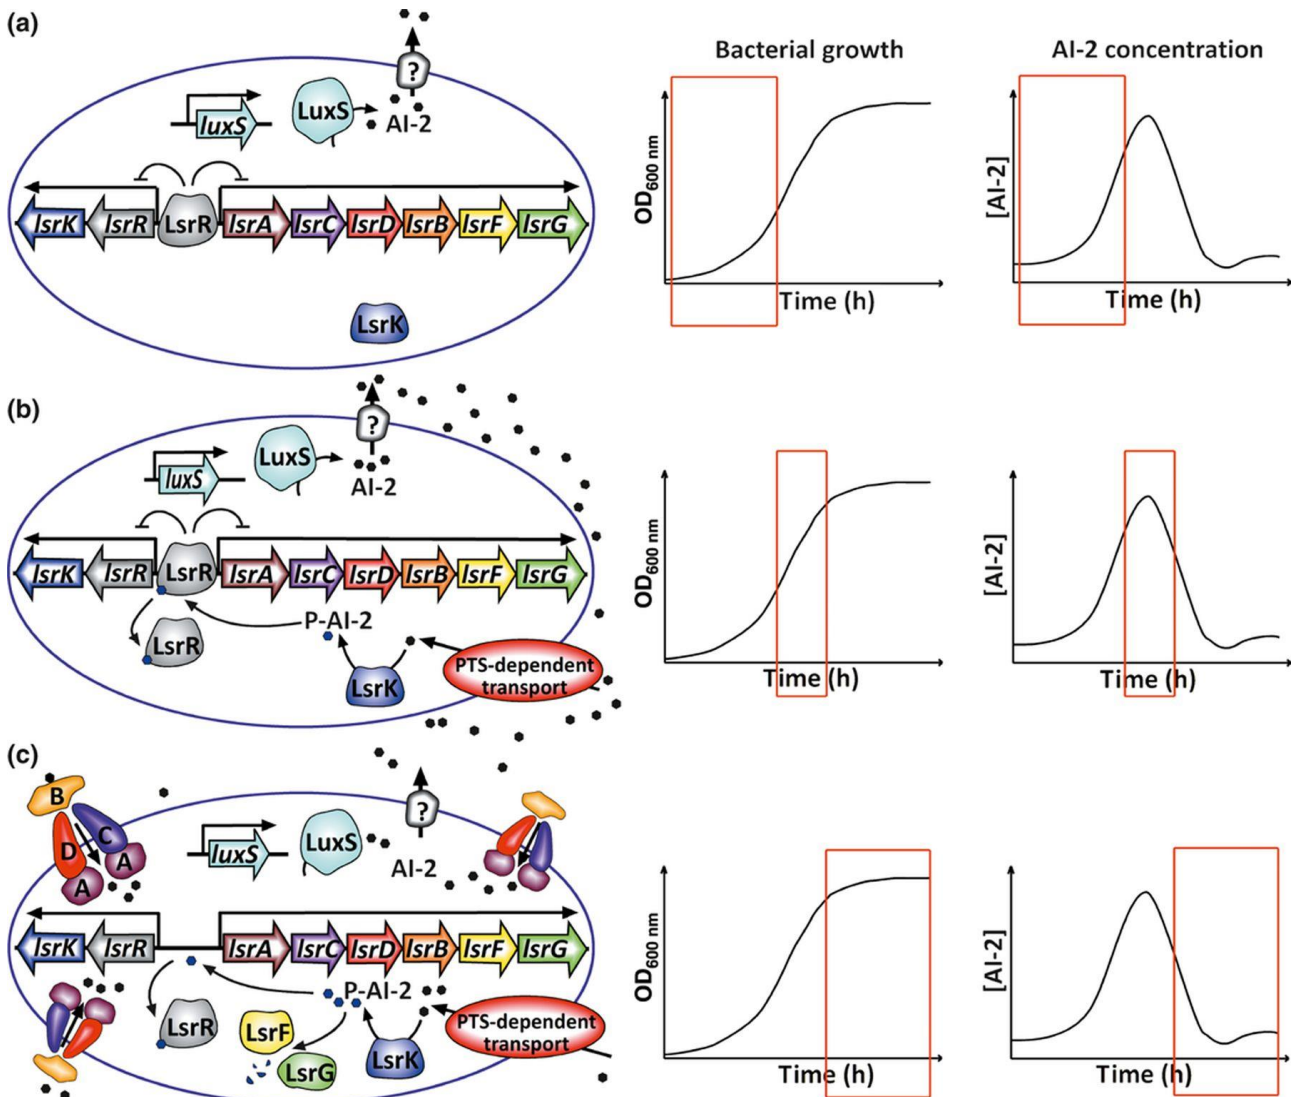 (a)
Bacterial growth
AI-2 concentration
?
luxS
LuxS
AI-2
lsrK
lsrR
LsrR
lsrA
lsrC
lsrD
lsrB
lsrF
lsrG
LsrK
OD600 nm
Time (h)
[AI-2]
Time (h)
(b)
?
luxS
LuxS
AI-2
lsrK
lsrR
LsrR
lsrA
lsrC
lsrD
lsrB
lsrF
lsrG
P-AI-2
LsrR
LsrK
PTS-dependent
transport
OD600 nm
Time (h)
[AI-2]
Time (h)
(c)
B
C
D
A
A
?
luxS
LuxS
AI-2
lsrK
lsrR
lsrA
lsrC
lsrD
lsrB
lsrF
lsrG
P-AI-2
LsrR
LsrF
LsrG
LsrK
PTS-dependent
transport
OD600 nm
Time (h)
[AI-2]
Time (h)